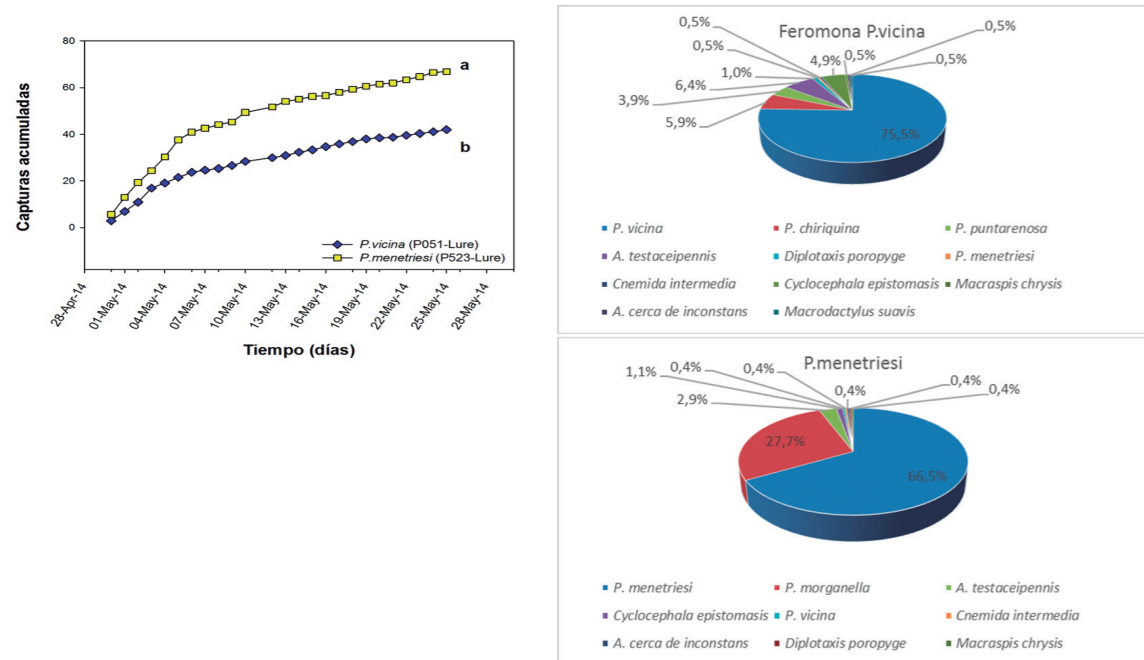 80
60
40
20
0
Capturas acumuladas
a
b
P.vicina (P051-Lure)
P.menetriesi (P523-Lure)
28-Apr-14
01-May-14
04-May-14
07-May-14
10-May-14
13-May-14
16-May-14
19-May-14
22-May-14
25-May-14
28-May-14
Tiempo (días)
Feromona P.vicina
0,5%
0,5%
1,0%
6,4%
3,9%
5,9%
4,9%
0,5%
0,5%
0,5%
75,5%
P. vicina
P. chiriquina
P. puntarenosa
A. testaceipennis
Diplotaxis poropyge
P. menetriesi
Cnemida intermedia
Cyclocephala epistomasis
Macraspis chrysis
A. cerca de inconstans
Macrodactylus suavis
P.menetriesi
0,4%
1,1%
2,9%
0,4%
0,4%
0,4%
0,4%
27,7%
66,5%
P. menetriesi
P. morganella
A. testaceipennis
Cyclocephala epistomasis
P. vicina
Cnemida intermedia
A. cerca de inconstans
Diplotaxis poropyge
Macraspis chrysis